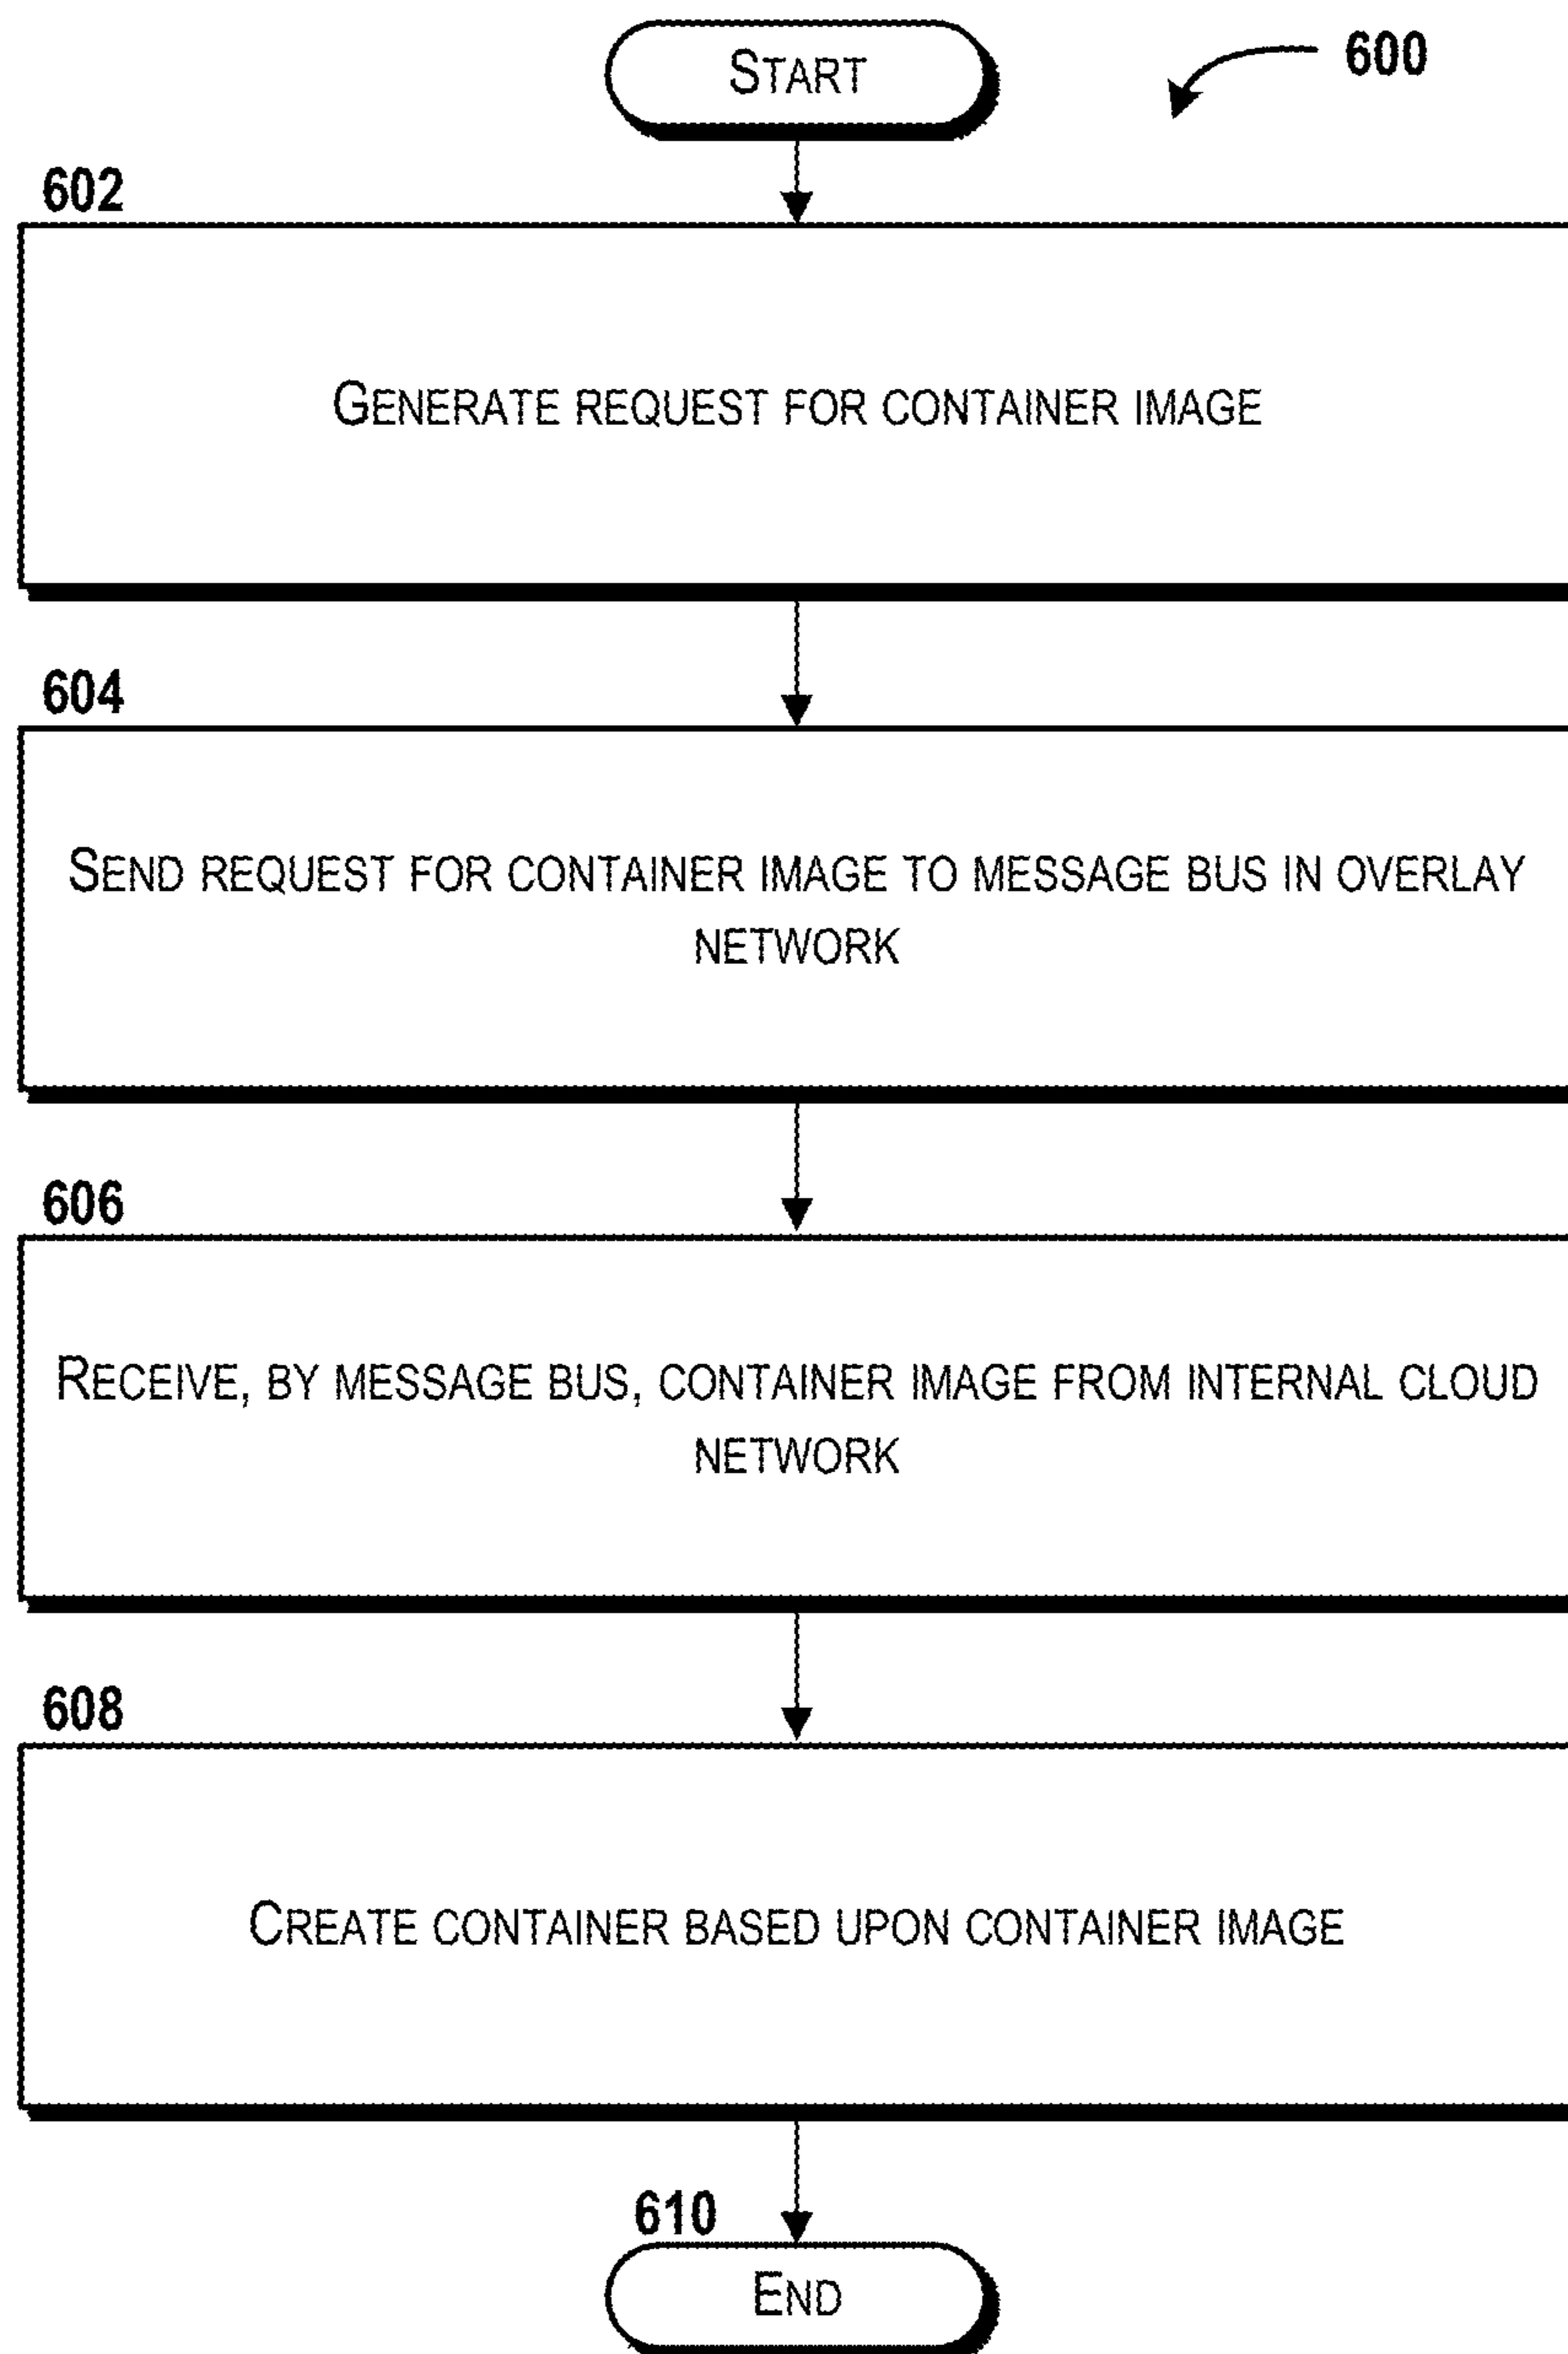 START
600
602
GENERATE REQUEST FOR CONTAINER IMAGE
604
SEND REQUEST FOR CONTAINER IMAGE TO MESSAGE BUS IN OVERLAY
NETWORK
606
RECEIVE, BY MESSAGE BUS, CONTAINER IMAGE FROM INTERNAL CLOUD
NETWORK
608
CREATE CONTAINER BASED UPON CONTAINER IMAGE
610
END